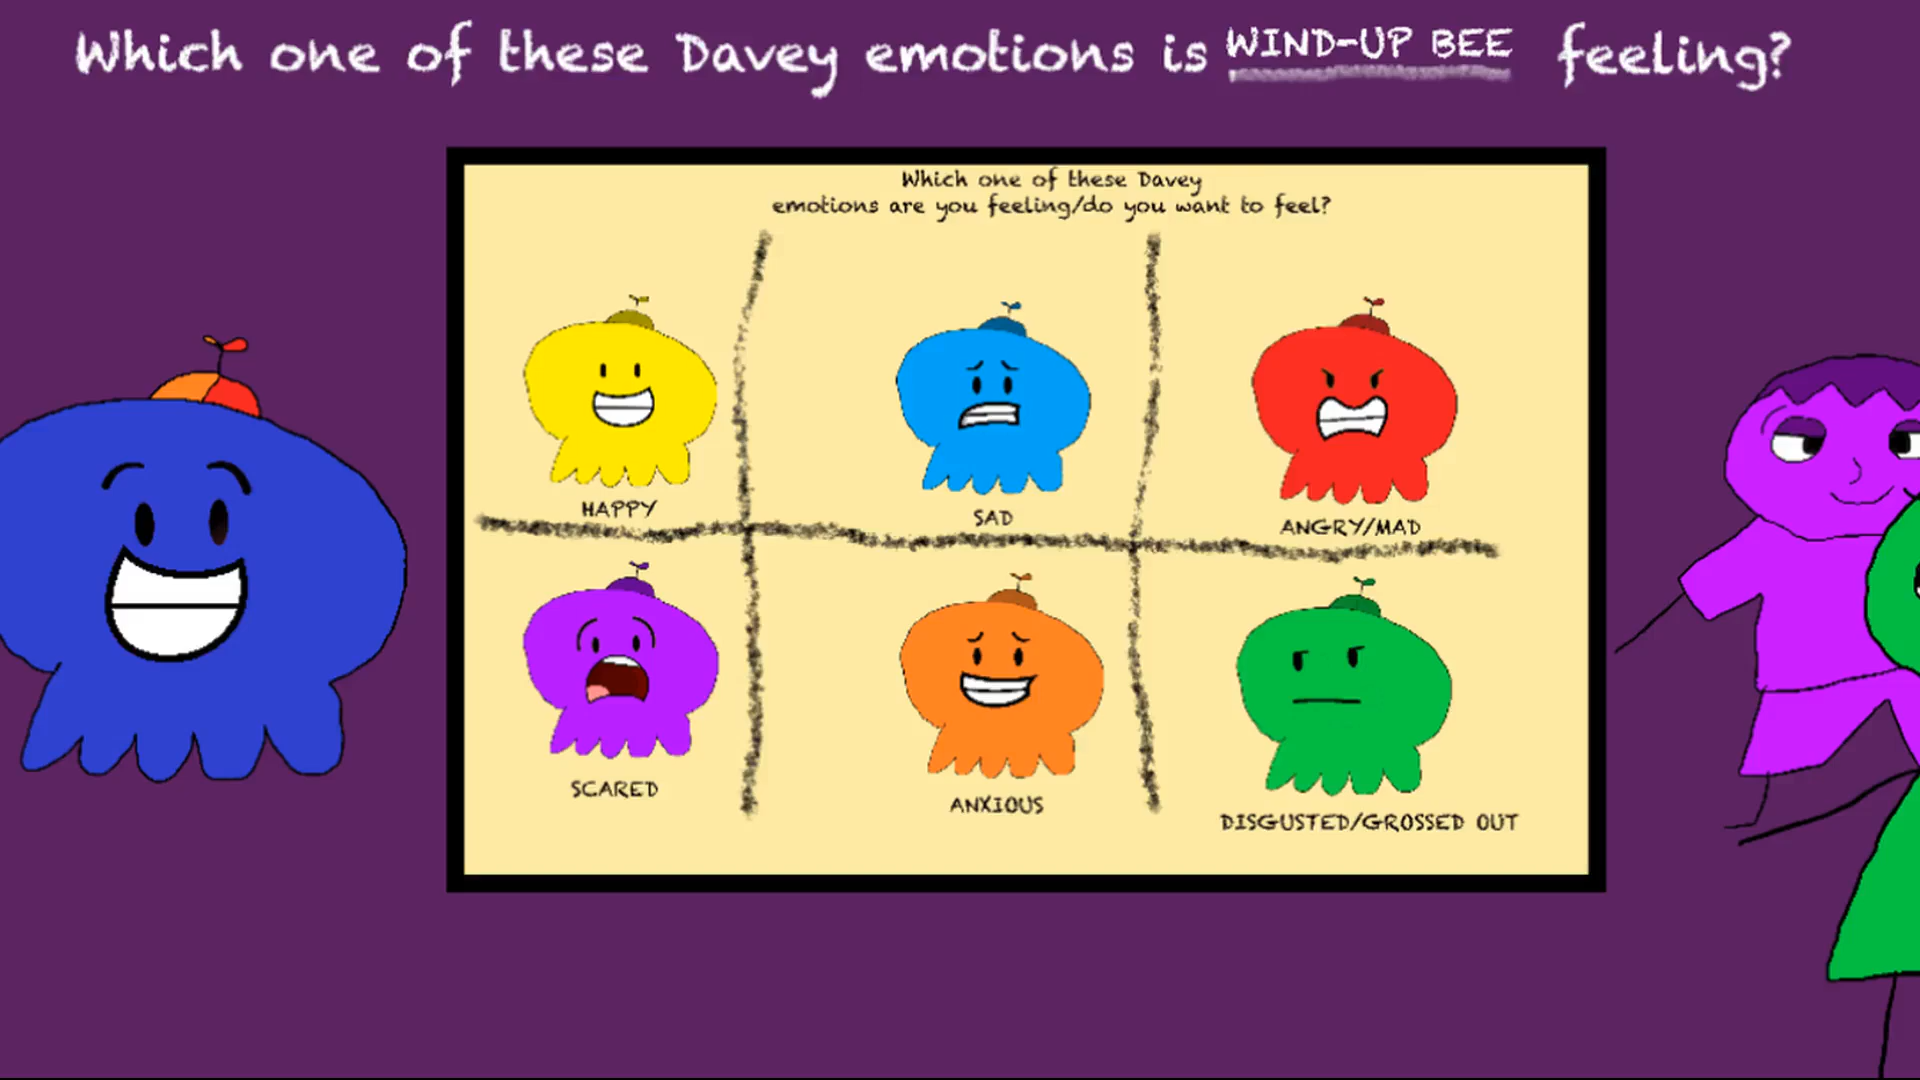 Which one of these Davey emotions is WIND-UP BEE feeling?
Which one of these Davey
emotions are you feeling/do you want to feel?
HAPPY
SAD
ANGRY/MAD
SCARED
ANXIOUS
DISGUSTED/GROSSED OUT